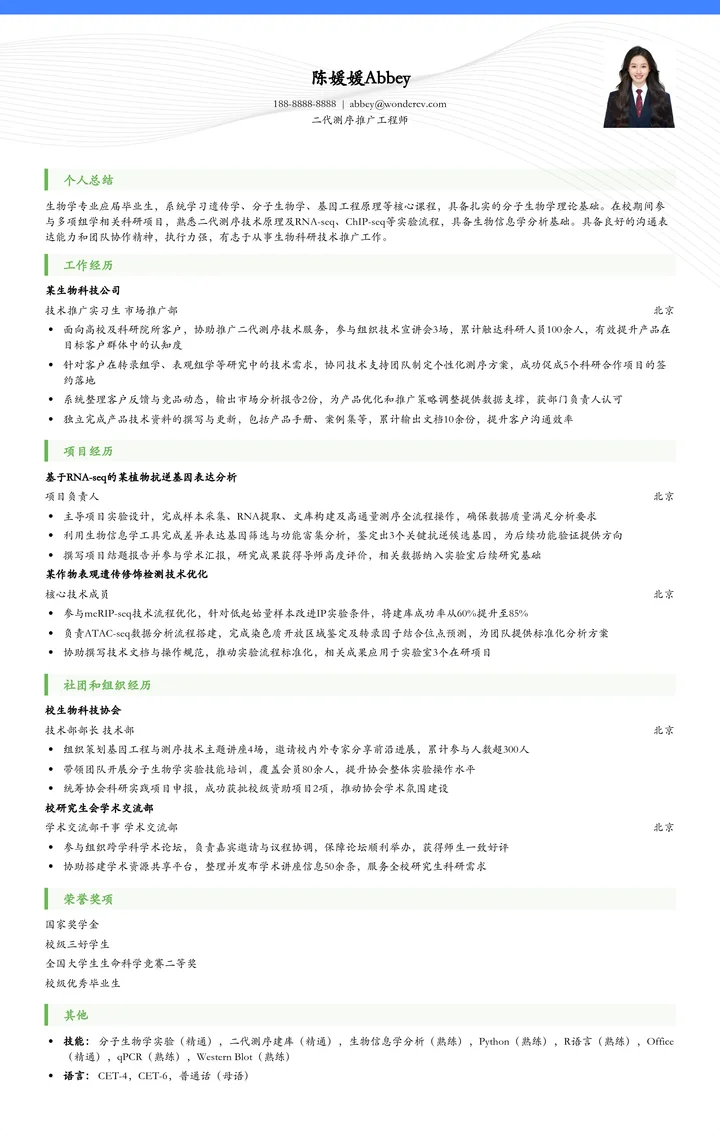 陈媛媛Abbey
188-8888-8888 | abbey@wondercv.com
二代测序推广工程师
个人总结
生物学专业应届毕业生，系统学习遗传学、分子生物学、基因工程原理等核心课程，具备扎实的分子生物学理论基础。在校期间参
与多项组学相关科研项目，熟悉二代测序技术原理及RNA-seq、ChIP-seq等实验流程，具备生物信息学分析基础。具备良好的沟通表
达能力和团队协作精神，执行力强，有志于从事生物科研技术推广工作。
工作经历
某生物科技公司
技术推广实习生 市场推广部 北京
• 面向高校及科研院所客户，协助推广二代测序技术服务，参与组织技术宣讲会3场，累计触达科研人员100余人，有效提升产品在
目标客户群体中的认知度
• 针对客户在转录组学、表观组学等研究中的技术需求，协同技术支持团队制定个性化测序方案，成功促成5个科研合作项目的签
约落地
• 系统整理客户反馈与竞品动态，输出市场分析报告2份，为产品优化和推广策略调整提供数据支撑，获部门负责人认可
• 独立完成产品技术资料的撰写与更新，包括产品手册、案例集等，累计输出文档10余份，提升客户沟通效率
项目经历
基于RNA-seq的某植物抗逆基因表达分析
项目负责人 北京
• 主导项目实验设计，完成样本采集、RNA提取、文库构建及高通量测序全流程操作，确保数据质量满足分析要求
• 利用生物信息学工具完成差异表达基因筛选与功能富集分析，鉴定出3个关键抗逆候选基因，为后续功能验证提供方向
• 撰写项目结题报告并参与学术汇报，研究成果获得导师高度评价，相关数据纳入实验室后续研究基础
某作物表观遗传修饰检测技术优化
核心技术成员 北京
• 参与meRIP-seq技术流程优化，针对低起始量样本改进IP实验条件，将建库成功率从60%提升至85%
• 负责ATAC-seq数据分析流程搭建，完成染色质开放区域鉴定及转录因子结合位点预测，为团队提供标准化分析方案
• 协助撰写技术文档与操作规范，推动实验流程标准化，相关成果应用于实验室3个在研项目
社团和组织经历
校生物科技协会
技术部部长 技术部 北京
• 组织策划基因工程与测序技术主题讲座4场，邀请校内外专家分享前沿进展，累计参与人数超300人
• 带领团队开展分子生物学实验技能培训，覆盖会员80余人，提升协会整体实验操作水平
• 统筹协会科研实践项目申报，成功获批校级资助项目2项，推动协会学术氛围建设
校研究生会学术交流部
学术交流部干事 学术交流部 北京
• 参与组织跨学科学术论坛，负责嘉宾邀请与议程协调，保障论坛顺利举办，获得师生一致好评
• 协助搭建学术资源共享平台，整理并发布学术讲座信息50余条，服务全校研究生科研需求
荣誉奖项
国家奖学金
校级三好学生
全国大学生生命科学竞赛二等奖
校级优秀毕业生
其他
• 技能： 分子生物学实验（精通），二代测序建库（精通），生物信息学分析（熟练），Python（熟练），R语言（熟练），Office
（精通），qPCR（熟练），Western Blot（熟练）
• 语言： CET-4，CET-6，普通话（母语）